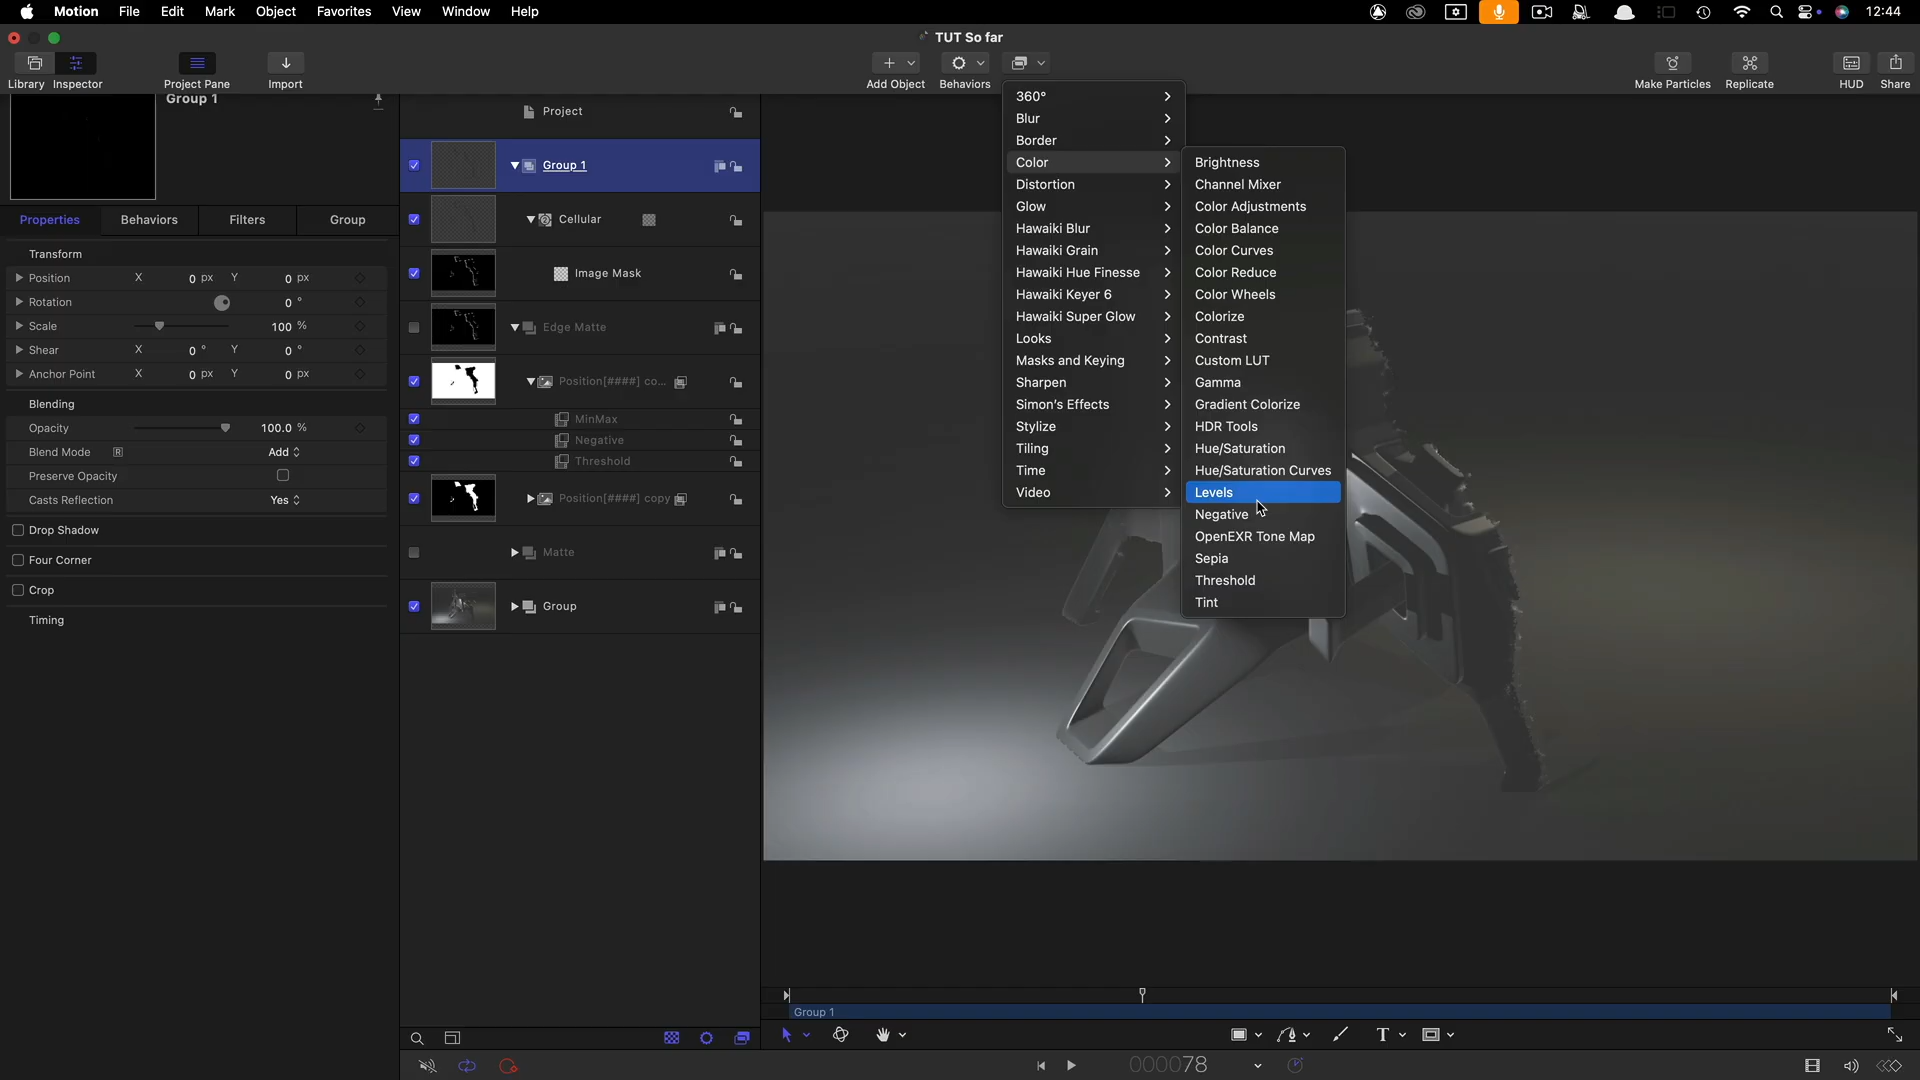 Motion File Edit Mark Object Favorites View Window Help 12:44
TUT So far
Library Inspector Project Pane Import Add Object Behaviors Make Particles Replicate HUD Share
Group 1
Properties Behaviors Filters Group
Transform
Position X 0 px Y 0 px
Rotation 0 °
Scale 100 %
Shear X 0 ° Y 0 °
Anchor Point X 0 px Y 0 px
Blending
Opacity 100.0 %
Blend Mode R Add
Preserve Opacity
Casts Reflection Yes
Drop Shadow
Four Corner
Crop
Timing
Project
Group 1
Cellular
Image Mask
Edge Matte
Position[####] co...
MinMax
Negative
Threshold
Position[####] copy
Matte
Group
360°
Blur
Border
Color
Distortion
Glow
Hawaiki Blur
Hawaiki Grain
Hawaiki Hue Finesse
Hawaiki Keyer 6
Hawaiki Super Glow
Looks
Masks and Keying
Sharpen
Simon's Effects
Stylize
Tiling
Time
Video
Brightness
Channel Mixer
Color Adjustments
Color Balance
Color Curves
Color Reduce
Color Wheels
Colorize
Contrast
Custom LUT
Gamma
Gradient Colorize
HDR Tools
Hue/Saturation
Hue/Saturation Curves
Levels
Negative
OpenEXR Tone Map
Sepia
Threshold
Tint
Group 1
T
000078